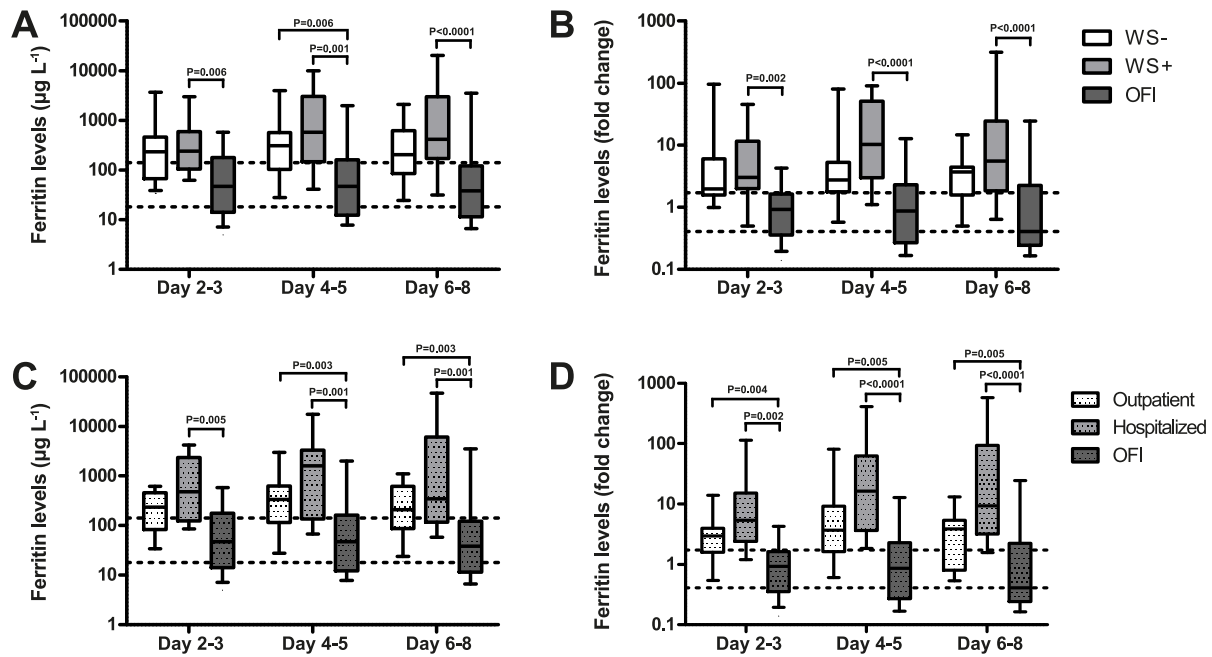 A
Ferritin levels (µg L⁻¹)
100000
10000
1000
100
10
1
P=0.006
P=0.006
P=0.001
P<0.0001
Day 2-3
Day 4-5
Day 6-8
B
Ferritin levels (fold change)
1000
100
10
1
0.1
P=0.002
P<0.0001
P<0.0001
Day 2-3
Day 4-5
Day 6-8
WS-
WS+
OFI
C
Ferritin levels (µg L⁻¹)
100000
10000
1000
100
10
1
P=0.005
P=0.003
P=0.001
P=0.003
P=0.001
Day 2-3
Day 4-5
Day 6-8
D
Ferritin levels (fold change)
1000
100
10
1
0.1
P=0.004
P=0.002
P=0.005
P<0.0001
P=0.005
P<0.0001
Day 2-3
Day 4-5
Day 6-8
Outpatient
Hospitalized
OFI